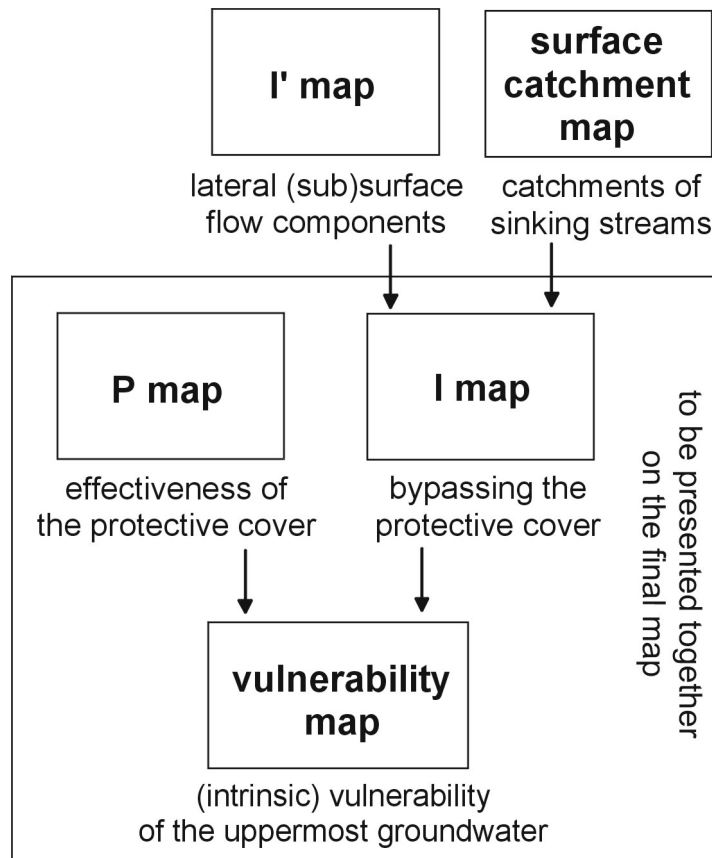 I' map
lateral (sub)surface
flow components
surface
catchment
map
catchments of
sinking streams
P map
effectiveness of
the protective cover
I map
bypassing the
protective cover
to be presented together
on the final map
vulnerability
map
(intrinsic) vulnerability
of the uppermost groundwater